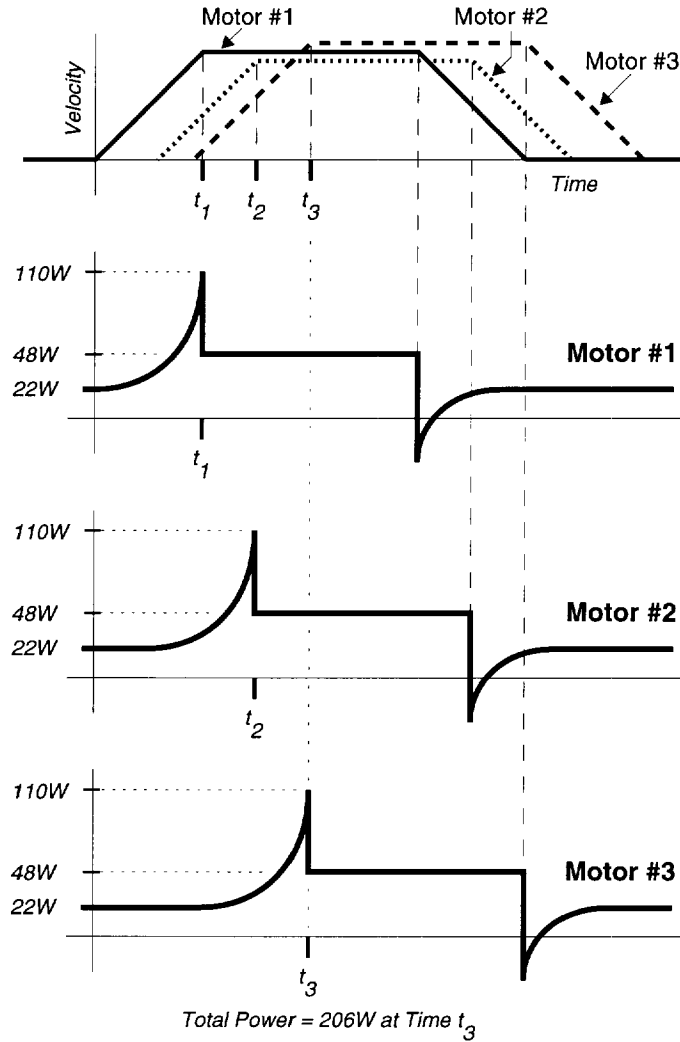 Motor #1
Motor #2
Motor #3
Velocity
Time
t1
t2
t3
110W
48W
22W
Motor #1
t1
110W
48W
22W
Motor #2
t2
110W
48W
22W
Motor #3
t3
Total Power = 206W at Time t3